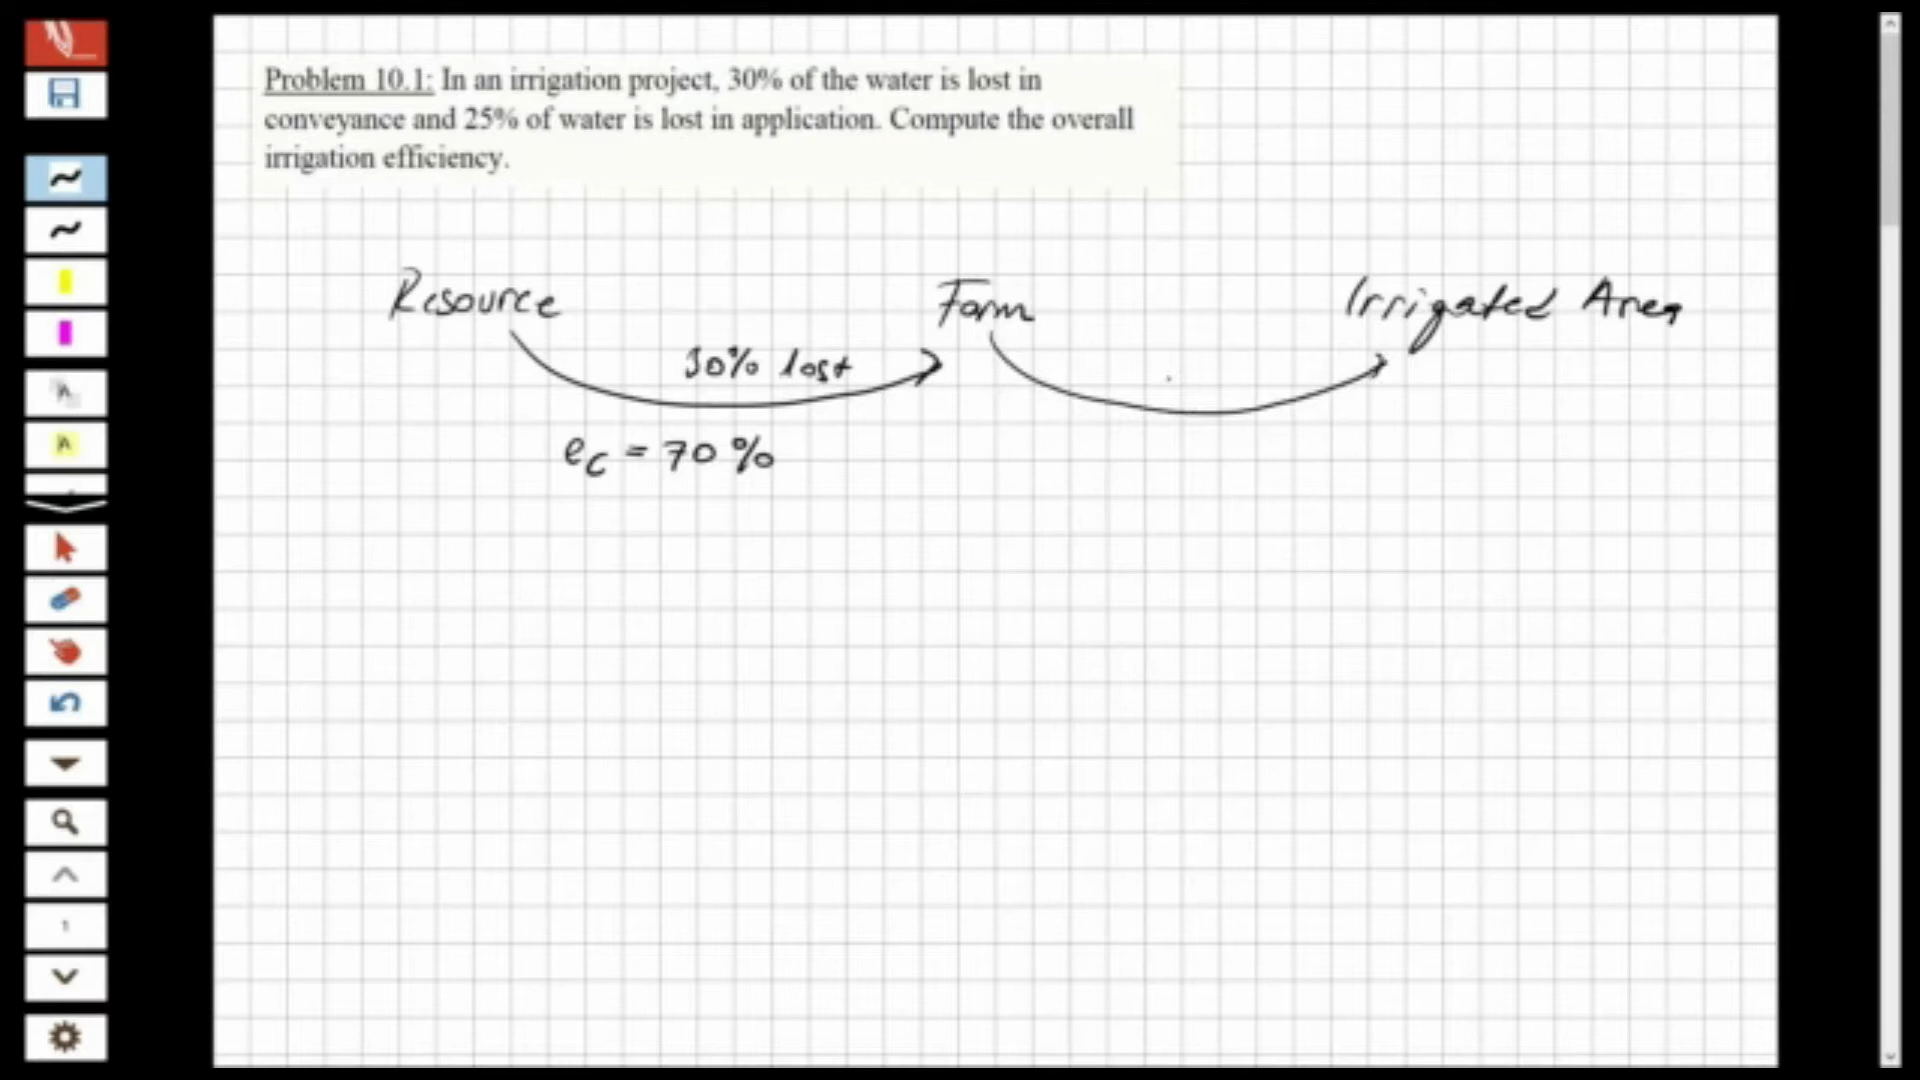 Problem 10.1: In an irrigation project, 30% of the water is lost in
conveyance and 25% of water is lost in application. Compute the overall
irrigation efficiency.
Resource Farm Irrigated Area
30% lost
ec = 70%
A
A
1